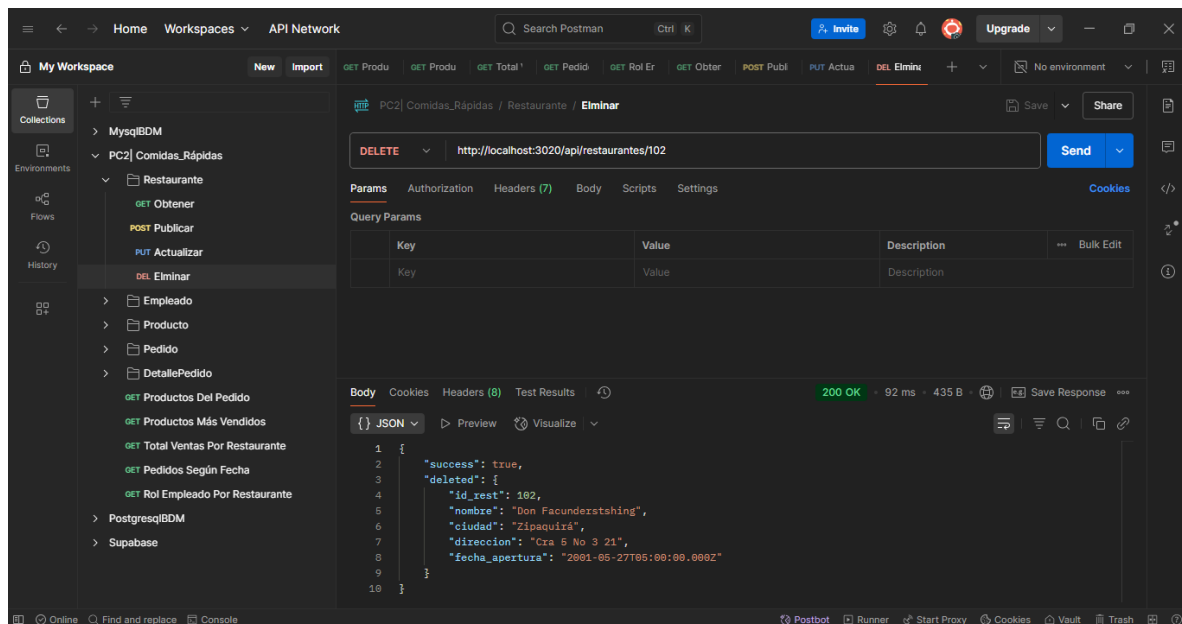 Home Workspaces API Network Search Postman Ctrl K Invite Upgrade
My Workspace New Import GET Produ GET Produ GET Total GET Pedid GET Rol Er GET Obter POST Publi PUT Actua DEL Elmina No environment
Collections
Environments
Flows
History
MysqlBDM
PC2| Comidas_Rápidas
Restaurante
GET Obtener
POST Publicar
PUT Actualizar
DEL Elminar
Empleado
Producto
Pedido
DetallePedido
GET Productos Del Pedido
GET Productos Más Vendidos
GET Total Ventas Por Restaurante
GET Pedidos Según Fecha
GET Rol Empleado Por Restaurante
PostgresqlBDM
Supabase
HTTP PC2| Comidas_Rápidas / Restaurante / Elminar Save Share
DELETE http://localhost:3020/api/restaurantes/102 Send
Params Authorization Headers (7) Body Scripts Settings Cookies
Query Params
Key Value Description Bulk Edit
Key Value Description
Body Cookies Headers (8) Test Results 200 OK 92 ms 435 B Save Response
{} JSON Preview Visualize
1 {
2 "success": true,
3 "deleted": {
4 "id_rest": 102,
5 "nombre": "Don Facunderstshing",
6 "ciudad": "Zipaquirá",
7 "direccion": "Cra 5 No 3 21",
8 "fecha_apertura": "2001-05-27T05:00:00.000Z"
9 }
10 }
Online Find and replace Console Postbot Runner Start Proxy Cookies Vault Trash